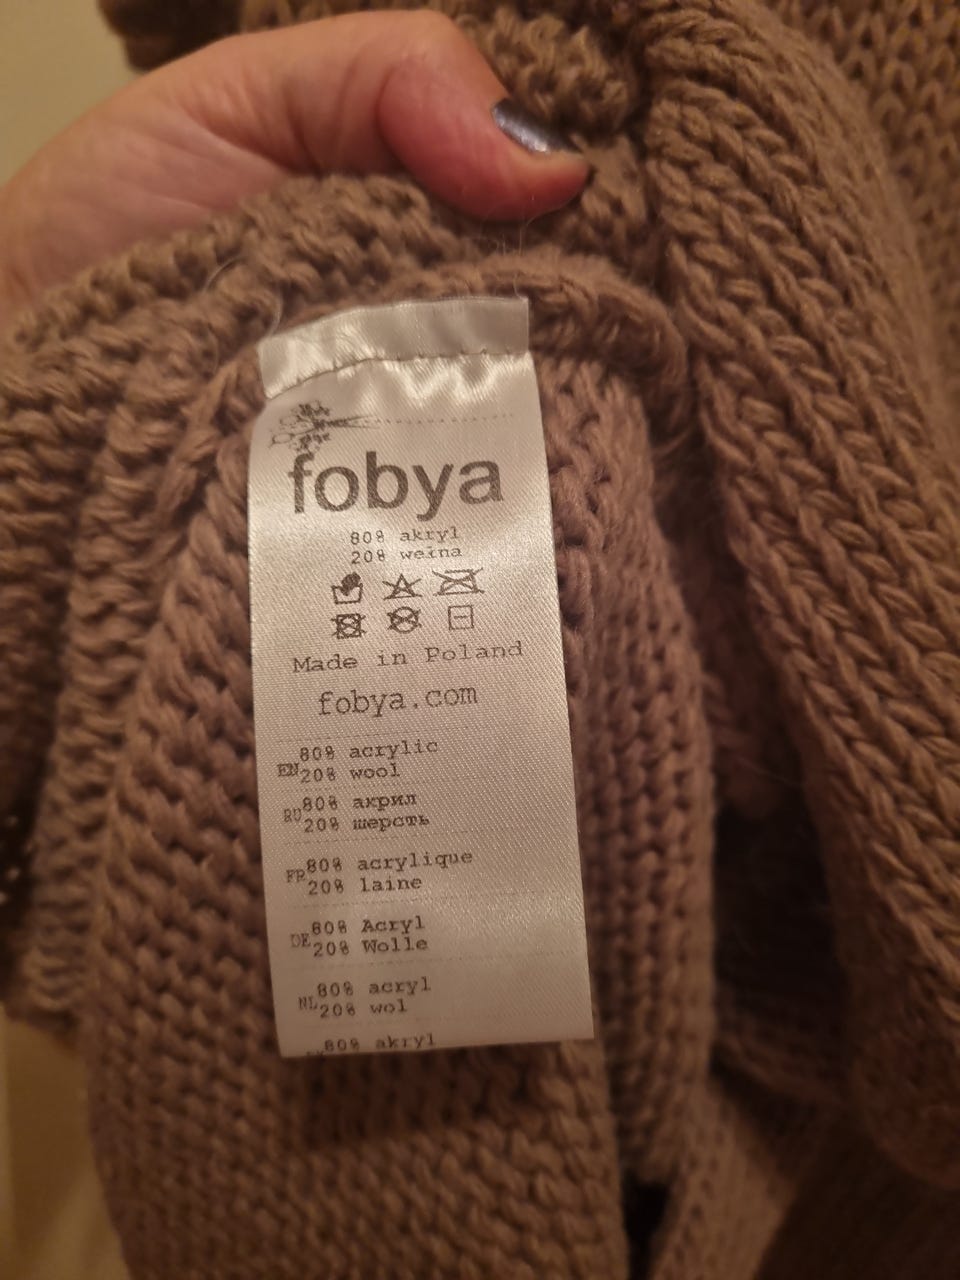 fobya
80% akryl
20% wełna
Made in Poland
fobya.com
EN 80% acrylic
20% wool
RU 80% акрил
20% шерсть
FR 80% acrylique
20% laine
DE 80% Acryl
20% Wolle
NL 80% acryl
20% wol
80% akryl